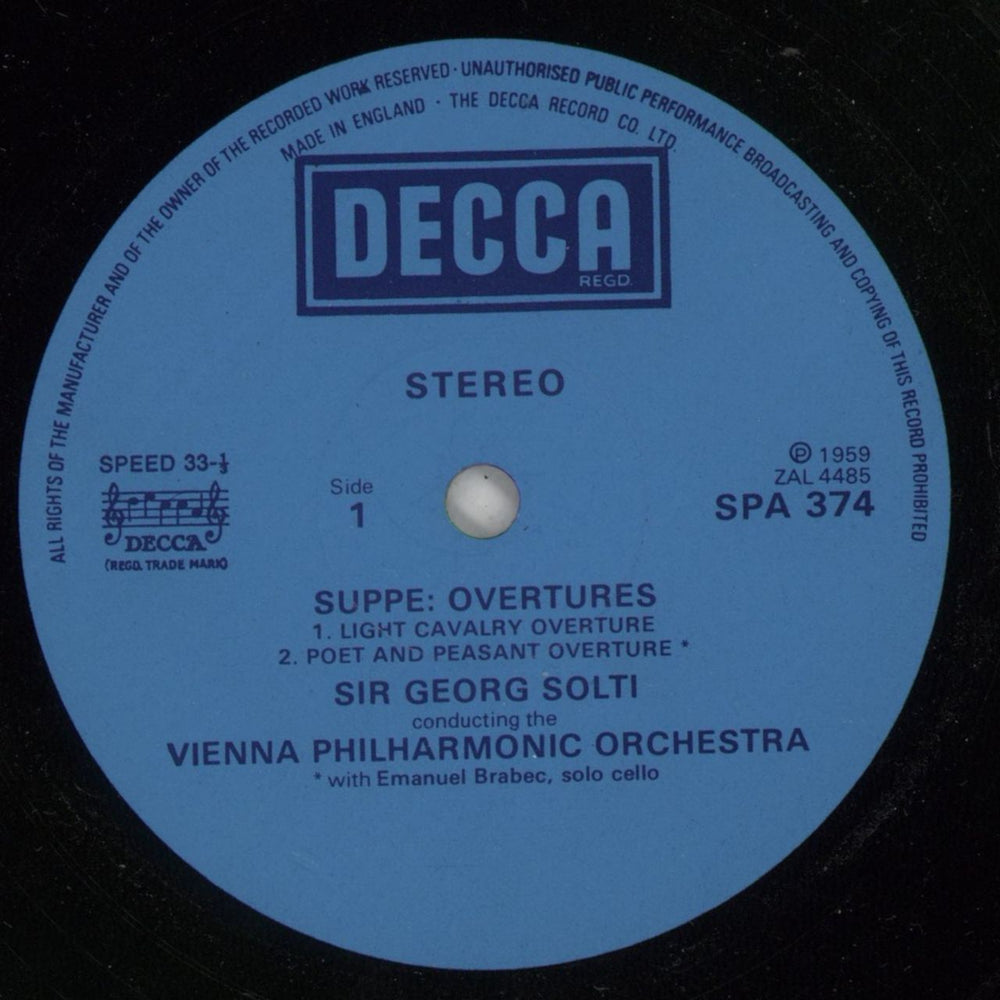 ALL RIGHTS OF THE MANUFACTURER AND OF THE OWNER OF THE RECORDED WORK RESERVED · UNAUTHORISED PUBLIC PERFORMANCE BROADCASTING AND COPYING OF THIS RECORD PROHIBITED
MADE IN ENGLAND · THE DECCA RECORD CO. LTD.
DECCA
REGD.
STEREO
SPEED 33-⅓
DECCA
(REGD. TRADE MARK)
Side
1
℗ 1959
ZAL 4485
SPA 374
SUPPE: OVERTURES
1. LIGHT CAVALRY OVERTURE
2. POET AND PEASANT OVERTURE *
SIR GEORG SOLTI
conducting the
VIENNA PHILHARMONIC ORCHESTRA
* with Emanuel Brabec, solo cello